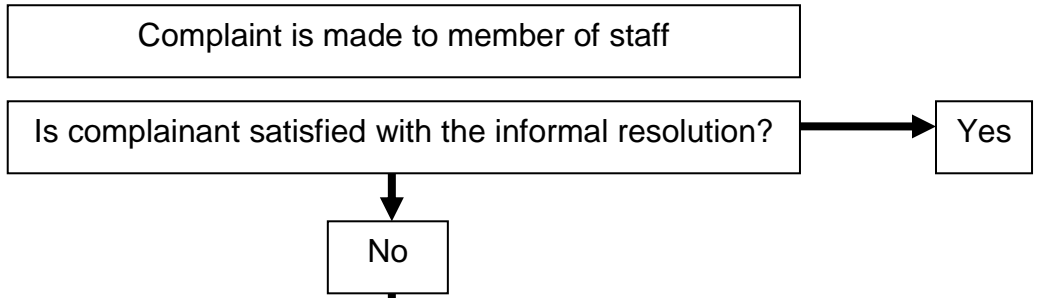 Complaint is made to member of staff
Is complainant satisfied with the informal resolution?
Yes
No